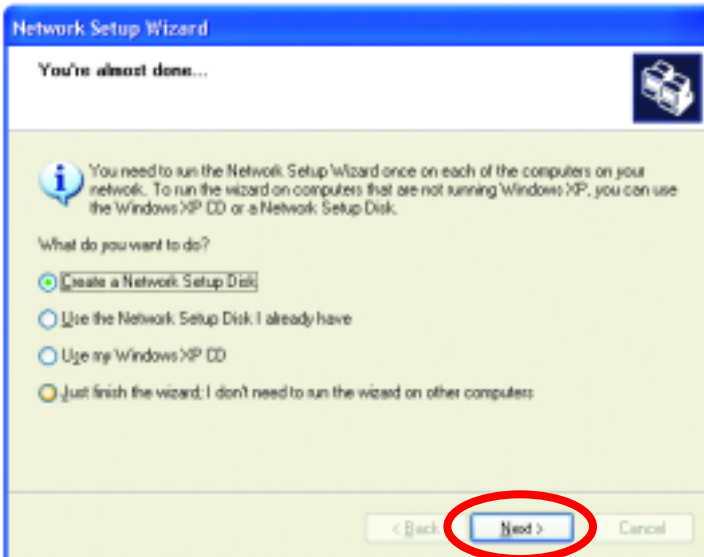 Network Setup Wizard
You're almost done...
You need to run the Network Setup Wizard once on each of the computers on your
network. To run the wizard on computers that are not running Windows XP, you can use
the Windows XP CD or a Network Setup Disk.
What do you want to do?
Create a Network Setup Disk
Use the Network Setup Disk I already have
Use my Windows XP CD
Just finish the wizard; I don't need to run the wizard on other computers
< Back Next > Cancel